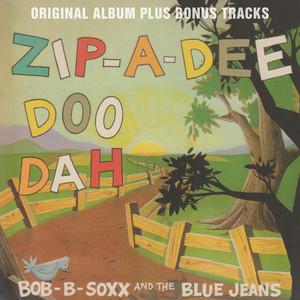 ORIGINAL ALBUM PLUS BONUS TRACKS
ZIP-A-DEE
DOO
DAH
BOB-B-SOXX AND THE BLUE JEANS